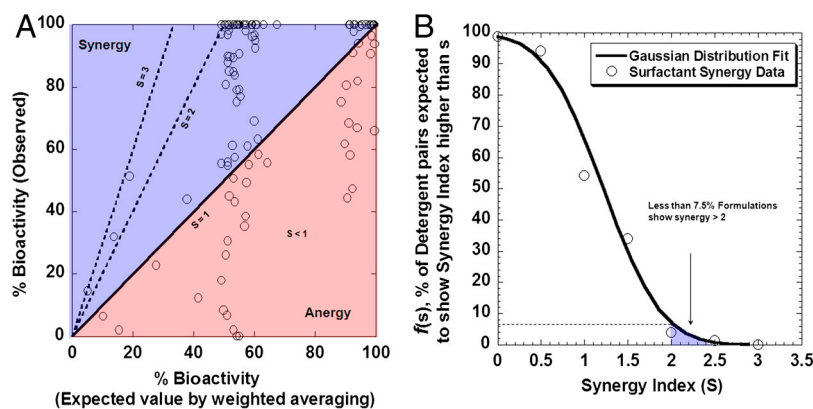 A
100
80
60
40
20
0
% Bioactivity (Observed)
Synergy
S = 3
S = 2
S = 1
S < 1
Anergy
0 20 40 60 80 100
% Bioactivity
(Expected value by weighted averaging)
B
100
90
80
70
60
50
40
30
20
10
0
f(s), % of Detergent pairs expected
to show Synergy Index higher than s
Gaussian Distribution Fit
Surfactant Synergy Data
Less than 7.5% Formulations
show synergy > 2
0 0.5 1 1.5 2 2.5 3 3.5
Synergy Index (S)